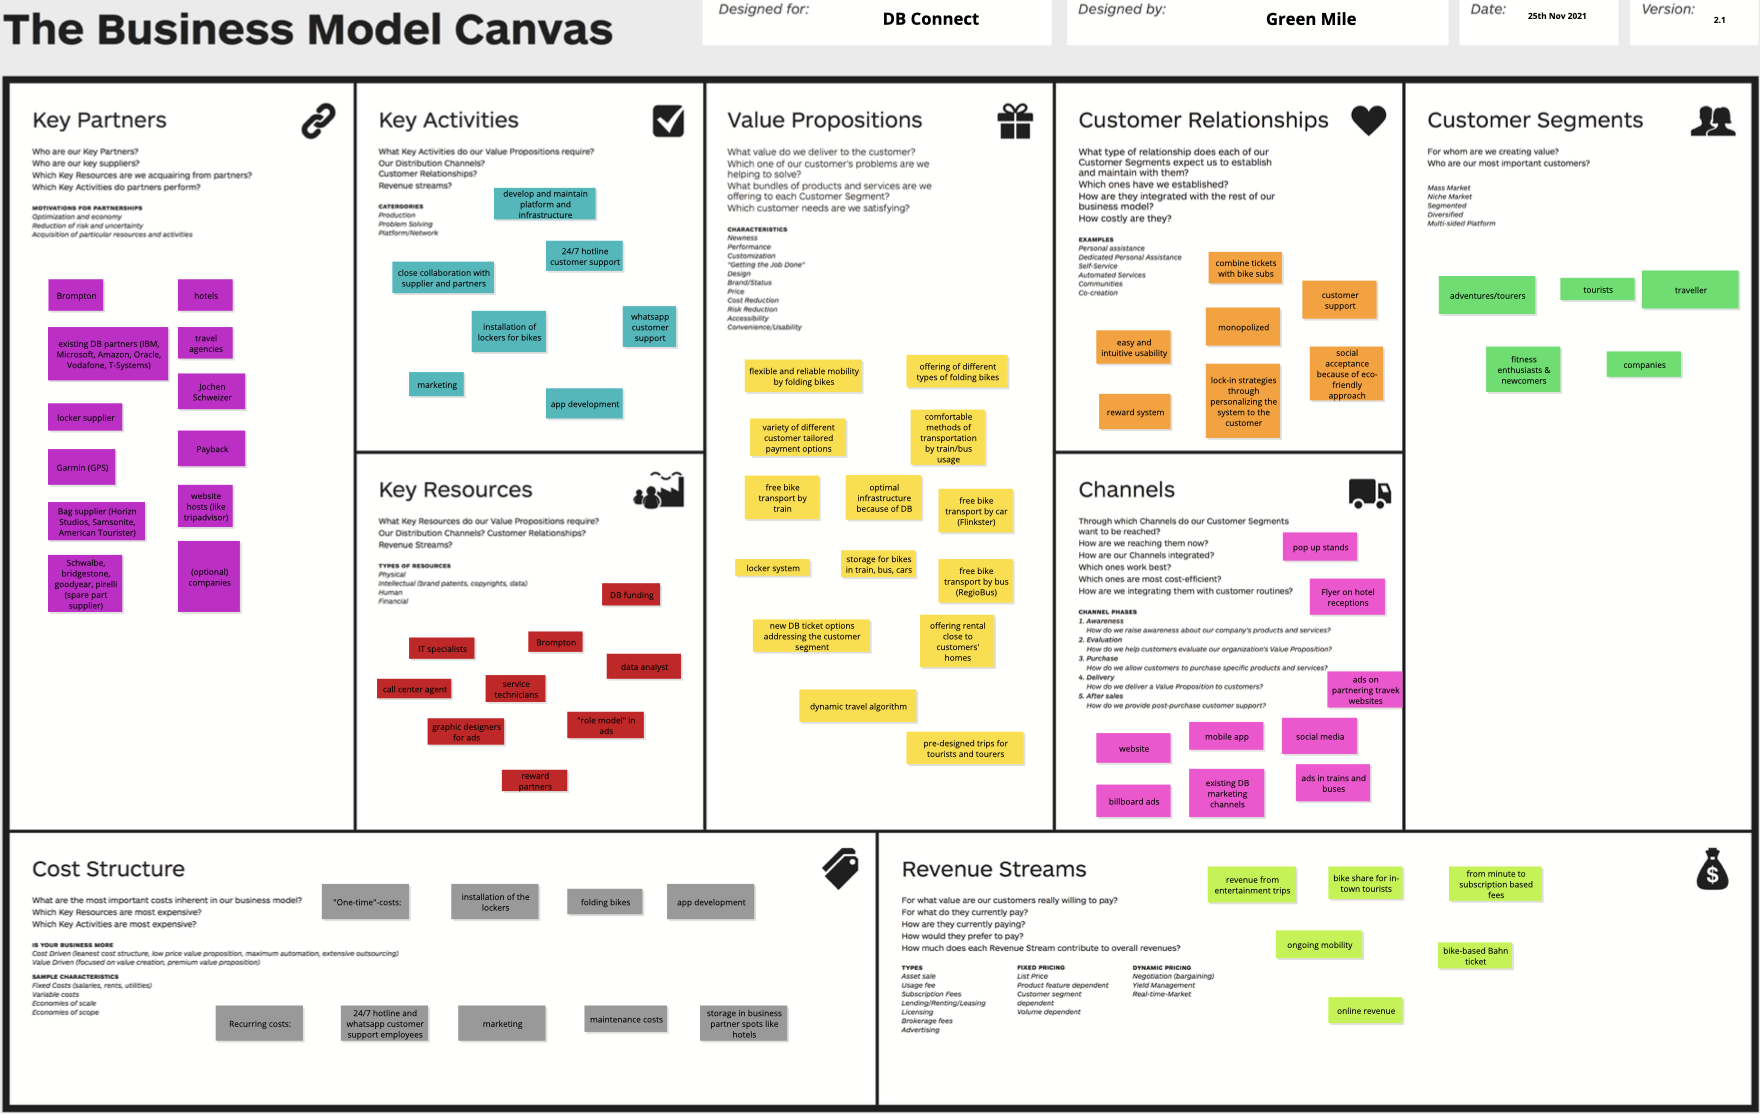 The Business Model Canvas
Designed for:
DB Connect
Designed by:
Green Mile
Date:
25th Nov 2021
Version:
2.1
Key Partners
Who are our Key Partners?
Who are our key suppliers?
Which Key Resources are we acquairing from partners?
Which Key Activities do partners perform?
MOTIVATIONS FOR PARTNERSHIPS
Optimization and economy
Reduction of risk and uncertainty
Acquisition of particular resources and activities
Brompton
hotels
existing DB partners (IBM,
Microsoft, Amazon, Oracle,
Vodafone, T-Systems)
travel
agencies
Jochen
Schweizer
locker supplier
Payback
Garmin (GPS)
website
hosts (like
tripadvisor)
Bag supplier (Horizn
Studios, Samsonite,
American Tourister)
Schwalbe,
bridgestone,
goodyear, pirelli
(spare part
supplier)
(optional)
companies
Key Activities
What Key Activities do our Value Propositions require?
Our Distribution Channels?
Customer Relationships?
Revenue streams?
CATERGORIES
Production
Problem Solving
Platform/Network
develop and maintain
platform and
infrastructure
24/7 hotline
customer support
close collaboration with
supplier and partners
installation of
lockers for bikes
whatsapp
customer
support
marketing
app development
Key Resources
What Key Resources do our Value Propositions require?
Our Distribution Channels? Customer Relationships?
Revenue Streams?
TYPES OF RESOURCES
Physical
Intellectual (brand patents, copyrights, data)
Human
Financial
DB funding
IT specialists
Brompton
data analyst
call center agent
service
technicians
graphic designers
for ads
"role model" in
ads
reward
partners
Value Propositions
What value do we deliver to the customer?
Which one of our customer's problems are we
helping to solve?
What bundles of products and services are we
offering to each Customer Segment?
Which customer needs are we satisfying?
CHARACTERISTICS
Newness
Performance
Customization
"Getting the Job Done"
Design
Brand/Status
Price
Cost Reduction
Risk Reduction
Accessibility
Convenience/Usability
flexible and reliable mobility
by folding bikes
offering of different
types of folding bikes
variety of different
customer tailored
payment options
comfortable
methods of
transportation
by train/bus
usage
free bike
transport by
train
optimal
infrastructure
because of DB
free bike
transport by car
(Flinkster)
locker system
storage for bikes
in train, bus, cars
free bike
transport by bus
(RegioBus)
new DB ticket options
addressing the customer
segment
offering rental
close to
customers'
homes
dynamic travel algorithm
pre-designed trips for
tourists and tourers
Customer Relationships
What type of relationship does each of our
Customer Segments expect us to establish
and maintain with them?
Which ones have we established?
How are they integrated with the rest of our
business model?
How costly are they?
EXAMPLES
Personal assistance
Dedicated Personal Assistance
Self-Service
Automated Services
Communities
Co-creation
combine tickets
with bike subs
customer
support
monopolized
easy and
intuitive usability
social
acceptance
because of eco-
friendly
approach
lock-in strategies
through
personalizing the
system to the
customer
reward system
Channels
Through which Channels do our Customer Segments
want to be reached?
How are we reaching them now?
How are our Channels integrated?
Which ones work best?
Which ones are most cost-efficient?
How are we integrating them with customer routines?
CHANNEL PHASES
1. Awareness
How do we raise awareness about our company's products and services?
2. Evaluation
How do we help customers evaluate our organization's Value Proposition?
3. Purchase
How do we allow customers to purchase specific products and services?
4. Delivery
How do we deliver a Value Proposition to customers?
5. After sales
How do we provide post-purchase customer support?
pop up stands
Flyer on hotel
receptions
ads on
partnering travek
websites
website
mobile app
social media
billboard ads
existing DB
marketing
channels
ads in trains and
buses
Customer Segments
For whom are we creating value?
Who are our most important customers?
Mass Market
Niche Market
Segmented
Diversified
Multi-sided Platform
adventures/tourers
tourists
traveller
fitness
enthusiasts &
newcomers
companies
Cost Structure
What are the most important costs inherent in our business model?
Which Key Resources are most expensive?
Which Key Activities are most expensive?
IS YOUR BUSINESS MORE
Cost Driven (leanest cost structure, low price value proposition, maximum automation, extensive outsourcing)
Value Driven (focused on value creation, premium value proposition)
SAMPLE CHARACTERISTICS
Fixed Costs (salaries, rents, utilities)
Variable costs
Economies of scale
Economies of scope
"One-time"-costs:
installation of the
lockers
folding bikes
app development
Recurring costs:
24/7 hotline and
whatsapp customer
support employees
marketing
maintenance costs
storage in business
partner spots like
hotels
Revenue Streams
For what value are our customers really willing to pay?
For what do they currently pay?
How are they currently paying?
How would they prefer to pay?
How much does each Revenue Stream contribute to overall revenues?
TYPES
Asset sale
Usage fee
Subscription Fees
Lending/Renting/Leasing
Licensing
Brokerage fees
Advertising
FIXED PRICING
List Price
Product feature dependent
Customer segment
dependent
Volume dependent
DYNAMIC PRICING
Negotiation (bargaining)
Yield Management
Real-time-Market
revenue from
entertainment trips
bike share for in-
town tourists
from minute to
subscription based
fees
ongoing mobility
bike-based Bahn
ticket
online revenue